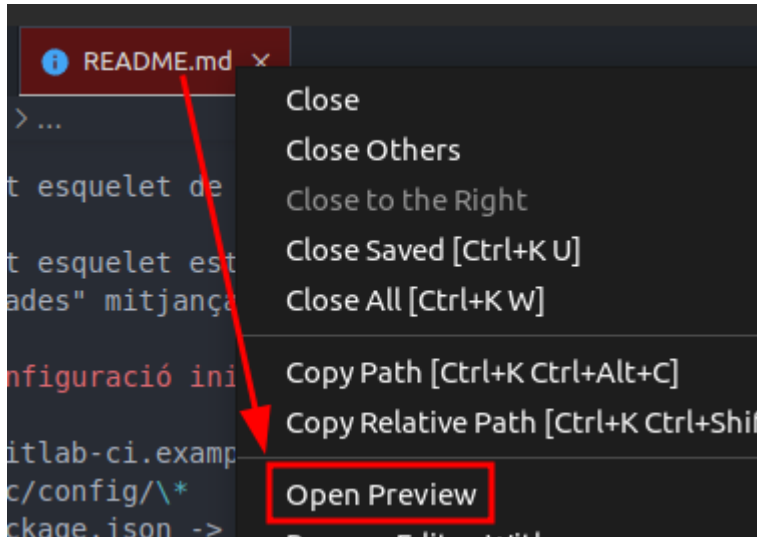 README.md
> ...
t esquelet de
t esquelet est
ades" mitjança
nfiguració ini
itlab-ci.examp
c/config/\*
ckage.json ->
Close
Close Others
Close to the Right
Close Saved [Ctrl+K U]
Close All [Ctrl+K W]
Copy Path [Ctrl+K Ctrl+Alt+C]
Copy Relative Path [Ctrl+K Ctrl+Shif
Open Preview